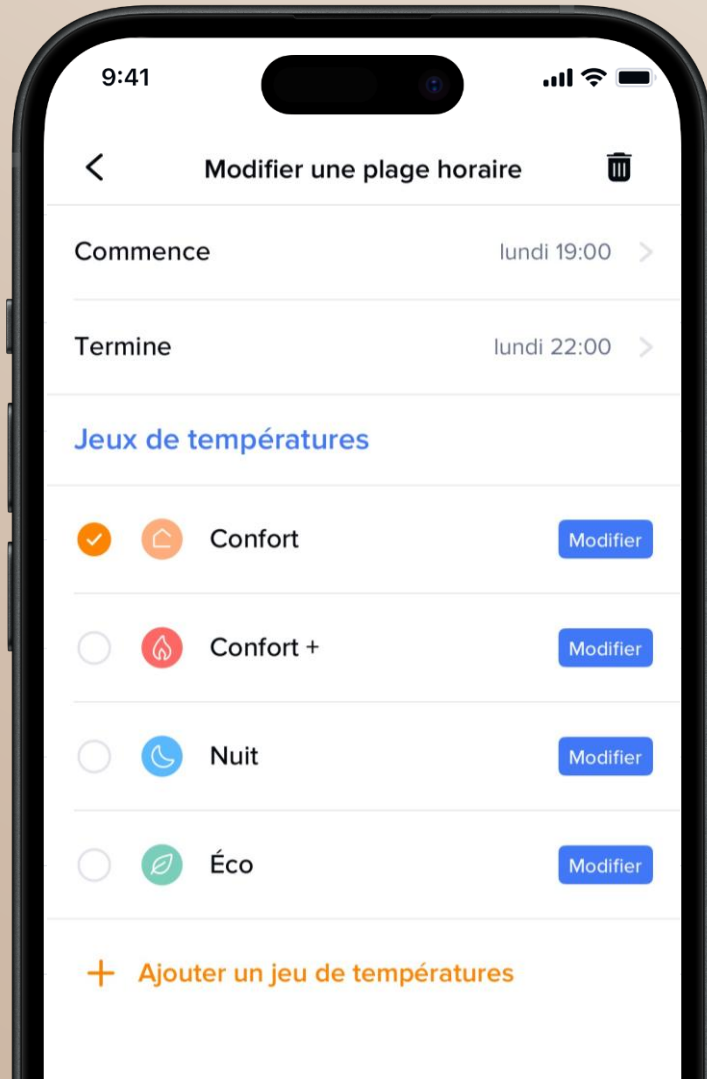 9:41
Modifier une plage horaire
Commence lundi 19:00
Termine lundi 22:00
Jeux de températures
Confort Modifier
Confort + Modifier
Nuit Modifier
Éco Modifier
+ Ajouter un jeu de températures